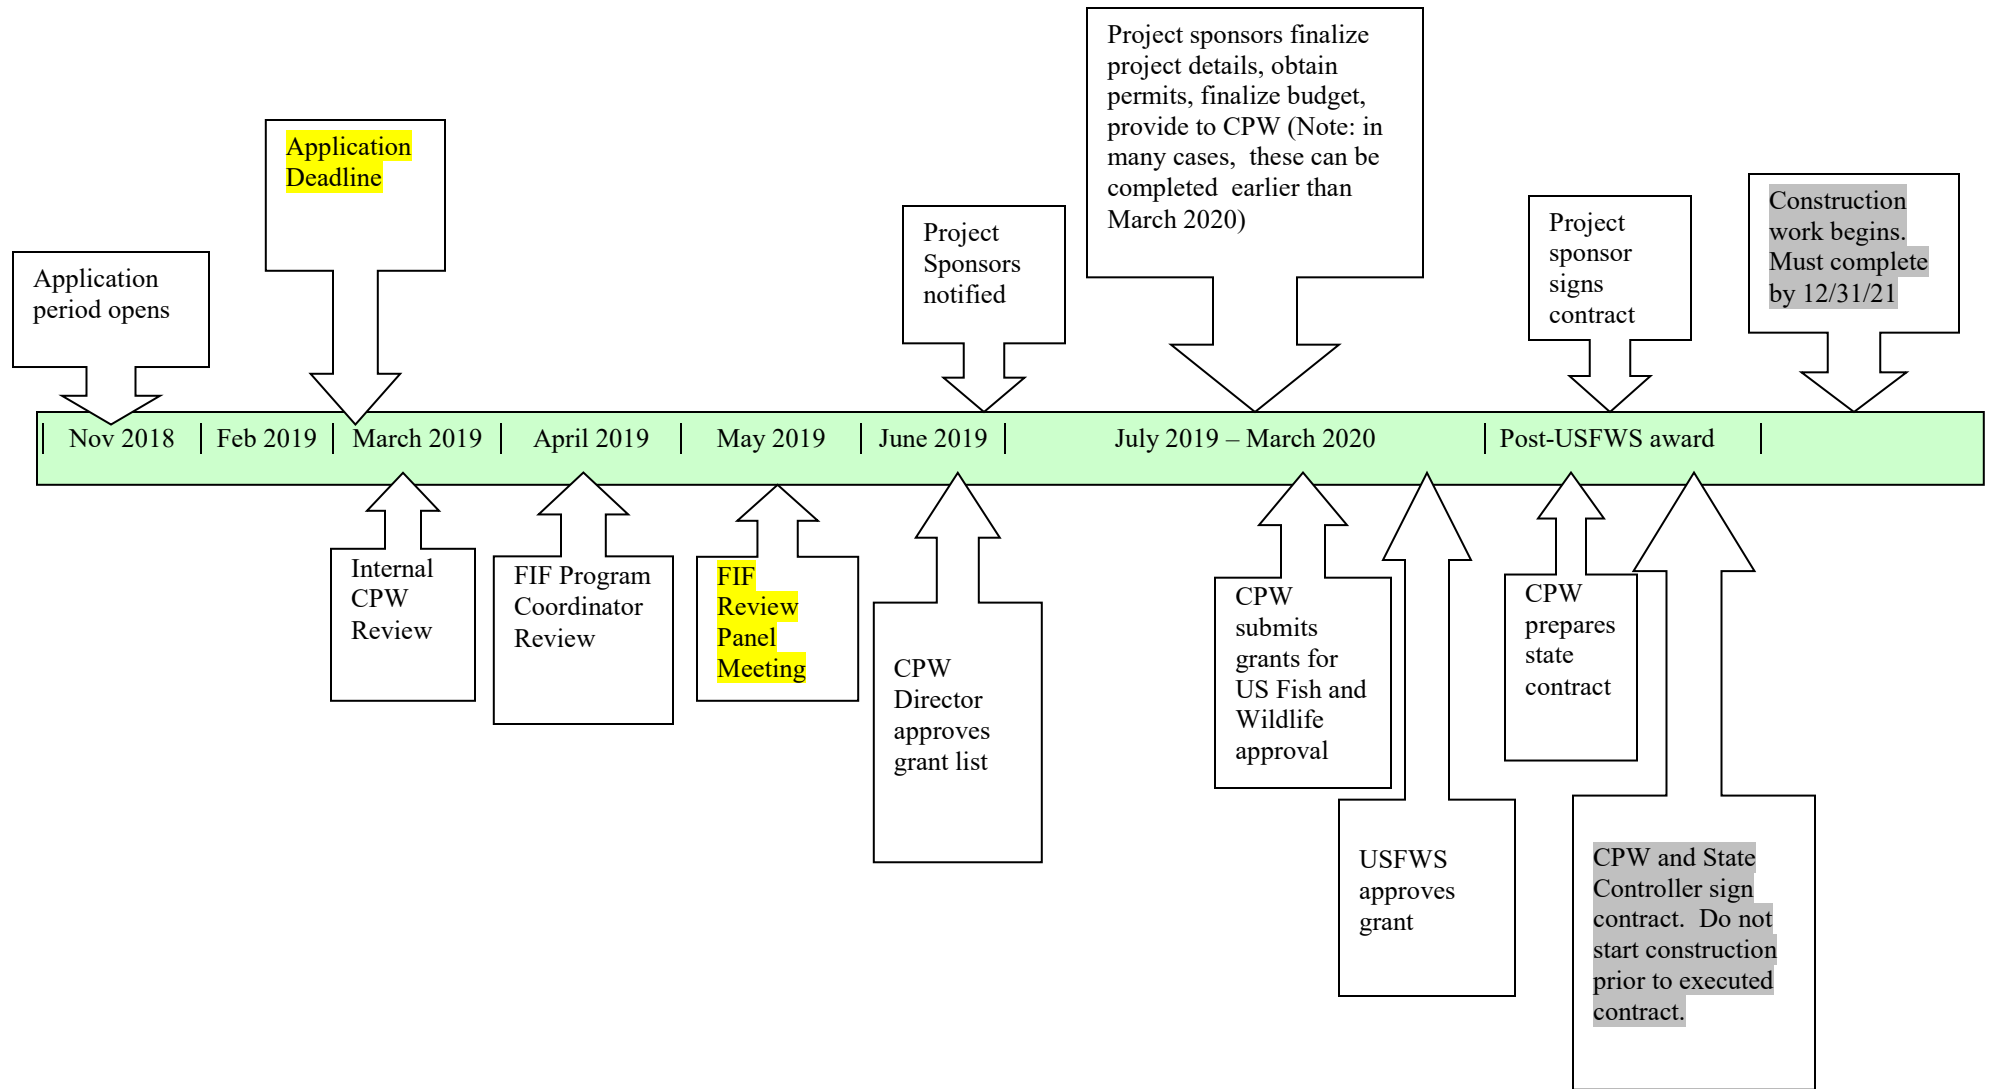 Project sponsors finalize
project details, obtain
permits, finalize budget,
provide to CPW (Note: in
many cases,  these can be
completed  earlier than
March 2020)
Application
Deadline
Construction
work begins.
Must complete
by 12/31/21
Project
Sponsors
notified
Project
sponsor
signs
contract
Application
period opens
Nov 2018
Feb 2019
March 2019
April 2019
May 2019
June 2019
July 2019 – March 2020
Post-USFWS award
Internal
CPW
Review
FIF Program
Coordinator
Review
FIF
Review
Panel
Meeting
CPW
Director
approves
grant list
CPW
submits
grants for
US Fish and
Wildlife
approval
USFWS
approves
grant
CPW
prepares
state
contract
CPW and State
Controller sign
contract.  Do not
start construction
prior to executed
contract.